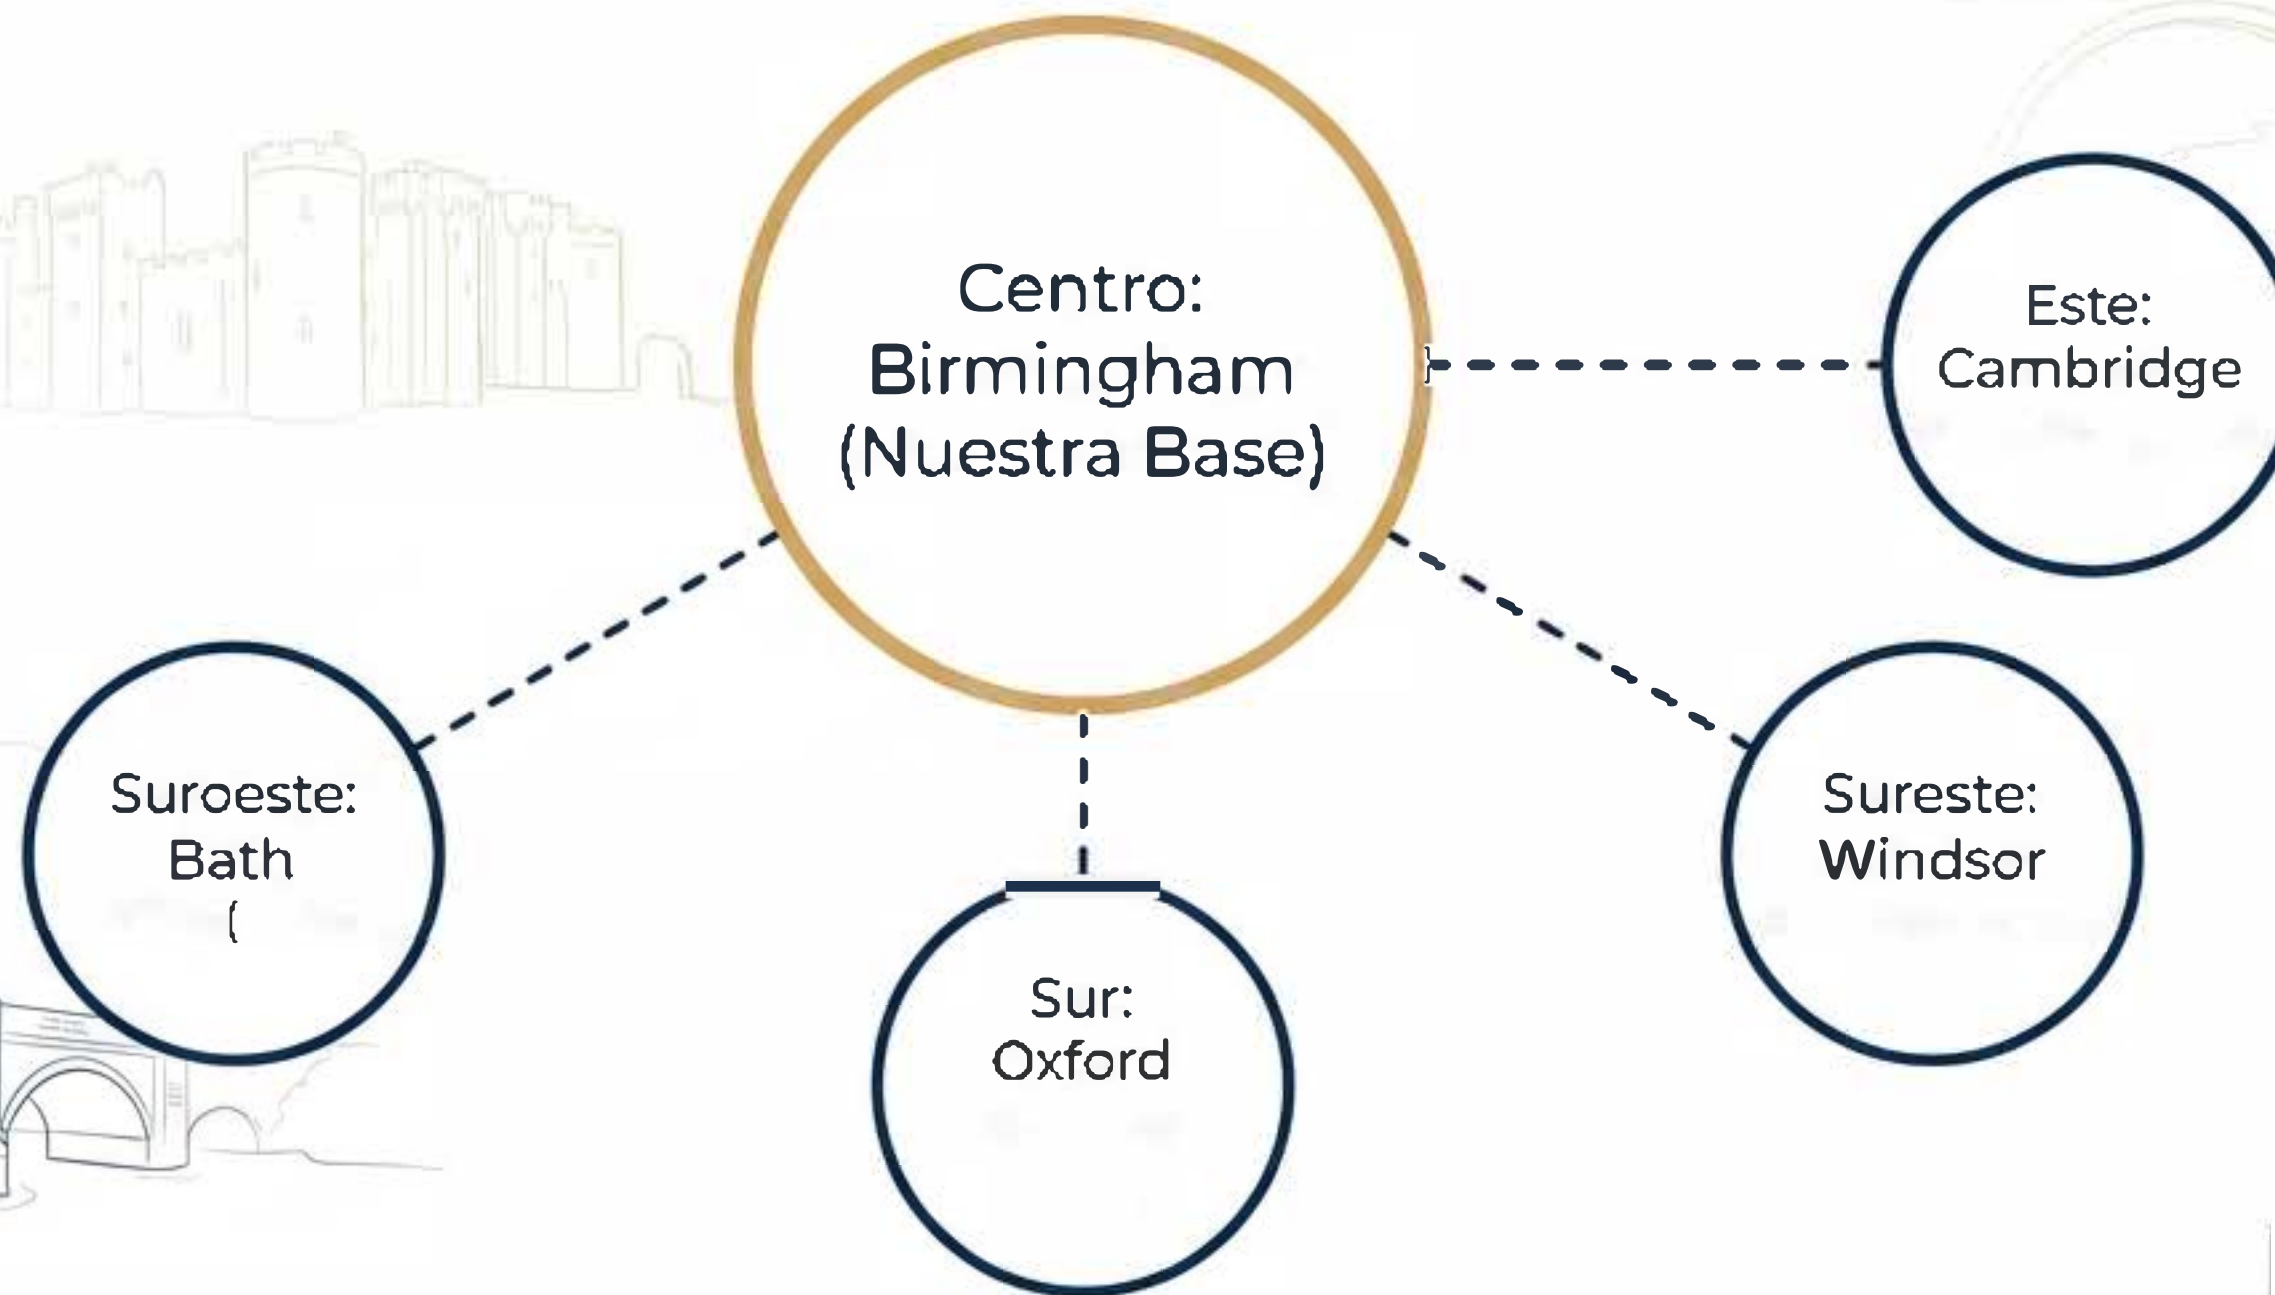 Centro:
Birmingham
(Nuestra Base)
Este:
Cambridge
Suroeste:
Bath
(
Sureste:
Windsor
Sur:
Oxford